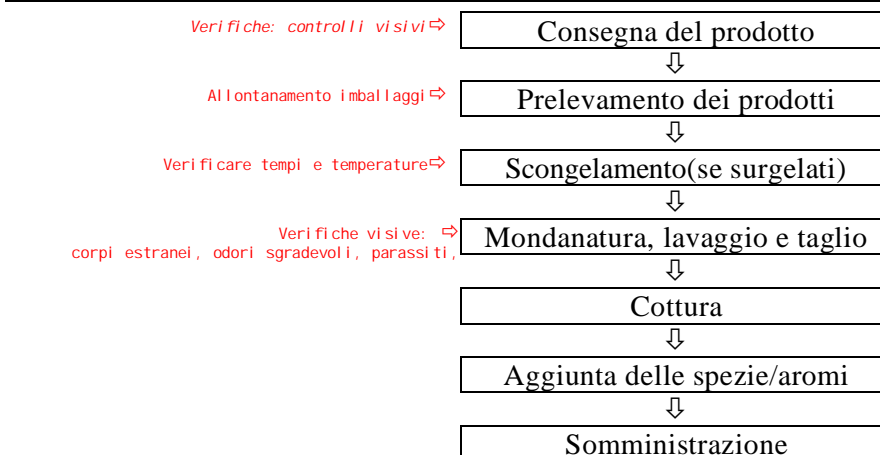 Verifiche: controlli visivi⇨ Consegna del prodotto
⇩
Allontanamento imballaggi⇨ Prelevamento dei prodotti
⇩
Verificare tempi e temperature⇨ Scongelamento(se surgelati)
⇩
Verifiche visive: ⇨ Mondanatura, lavaggio e taglio
corpi estranei, odori sgradevoli, parassiti,
⇩
Cottura
⇩
Aggiunta delle spezie/aromi
⇩
Somministrazione